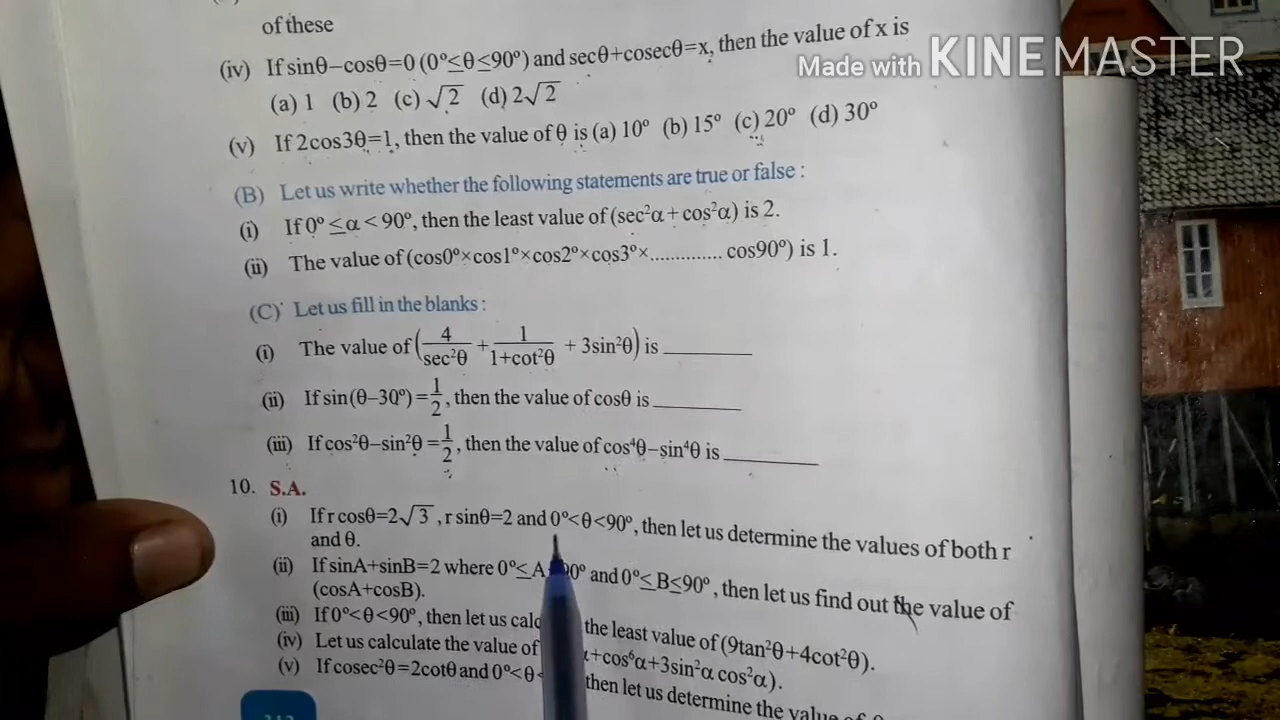 of these
Made with KINEMASTER
(iv) If sinθ−cosθ=0 (0°≤θ≤90°) and secθ+cosecθ=x, then the value of x is
(a) 1 (b) 2 (c) √2 (d) 2√2
(v) If 2cos3θ=1, then the value of θ is (a) 10° (b) 15° (c) 20° (d) 30°
(B) Let us write whether the following statements are true or false :
(i) If 0° ≤α < 90°, then the least value of (sec²α + cos²α) is 2.
(ii) The value of (cos0°×cos1°×cos2°×cos3°×.............. cos90°) is 1.
(C) Let us fill in the blanks :
(i) The value of (4/sec²θ + 1/1+cot²θ + 3sin²θ) is ________
(ii) If sin(θ−30°) = 1/2, then the value of cosθ is ________
(iii) If cos²θ−sin²θ = 1/2, then the value of cos⁴θ−sin⁴θ is ________
10. S.A.
(i) If r cosθ=2√3, r sinθ=2 and 0°<θ<90°, then let us determine the values of both r
and θ.
(ii) If sinA+sinB=2 where 0°≤A 90° and 0°≤B≤90°, then let us find out the value of
(cosA+cosB).
(iii) If 0°<θ<90°, then let us calc the least value of (9tan²θ+4cot²θ).
(iv) Let us calculate the value of +cos⁶α+3sin²α cos²α).
(v) If cosec²θ=2cotθ and 0°<θ then let us determine the value of